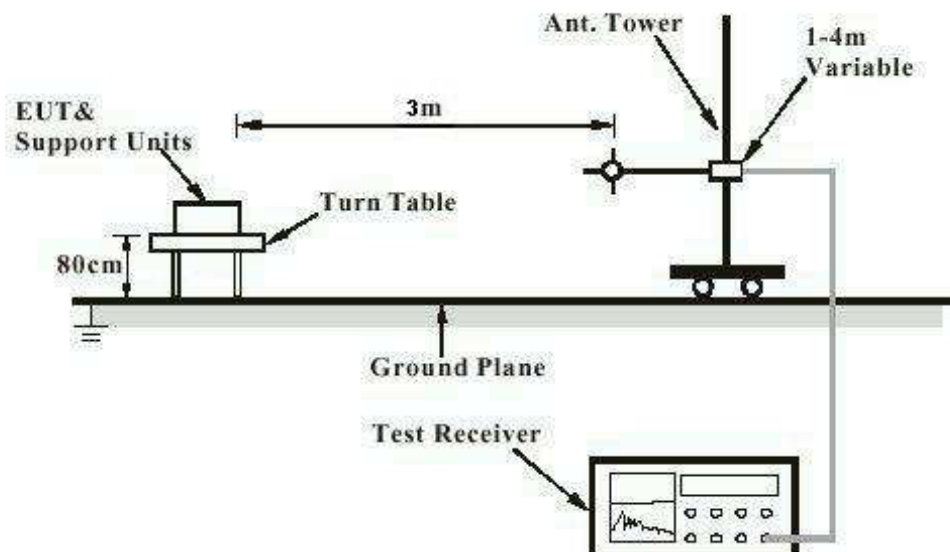 Ant. Tower
1-4m
Variable
EUT&
Support Units
3m
Turn Table
80cm
Ground Plane
Test Receiver